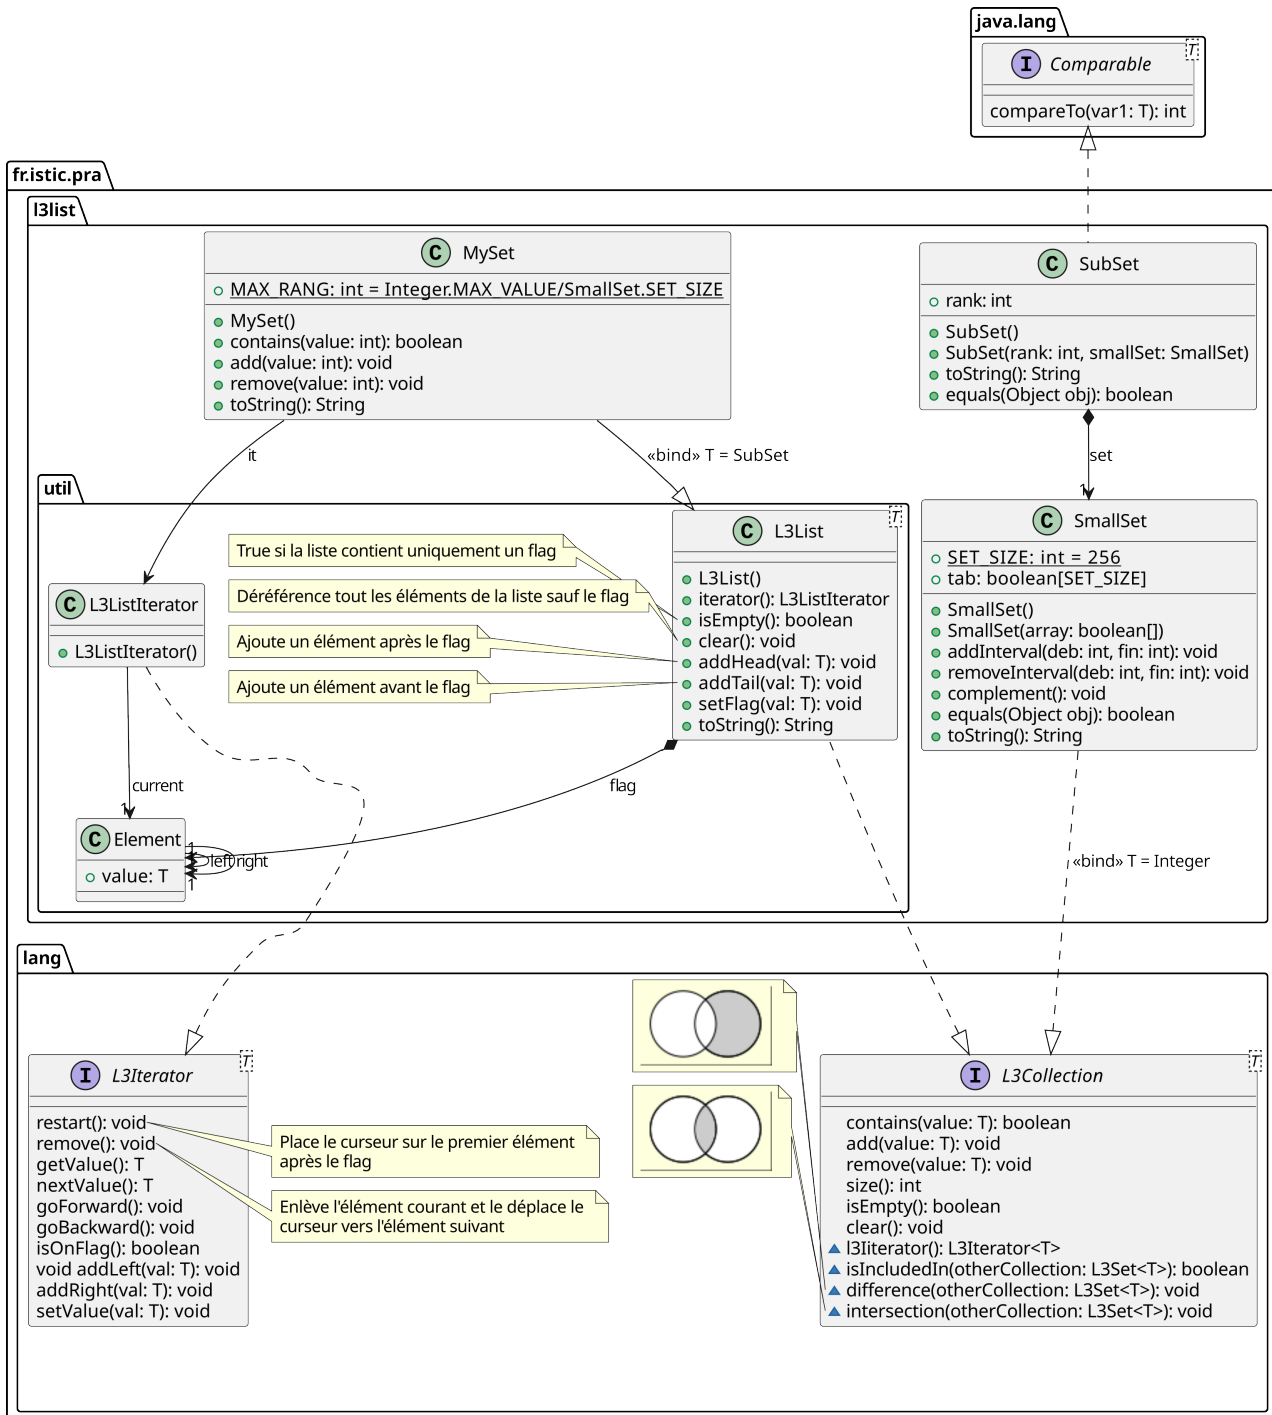 java.lang
I Comparable T
compareTo(var1: T): int
fr.istic.pra
l3list
C MySet
MAX_RANG: int = Integer.MAX_VALUE/SmallSet.SET_SIZE
MySet()
contains(value: int): boolean
add(value: int): void
remove(value: int): void
toString(): String
C SubSet
rank: int
SubSet()
SubSet(rank: int, smallSet: SmallSet)
toString(): String
equals(Object obj): boolean
it
«bind» T = SubSet
set
1
util
C L3List T
L3List()
iterator(): L3ListIterator
isEmpty(): boolean
clear(): void
addHead(val: T): void
addTail(val: T): void
setFlag(val: T): void
toString(): String
True si la liste contient uniquement un flag
Déréférence tout les éléments de la liste sauf le flag
Ajoute un élément après le flag
Ajoute un élément avant le flag
C L3ListIterator
L3ListIterator()
C SmallSet
SET_SIZE: int = 256
tab: boolean[SET_SIZE]
SmallSet()
SmallSet(array: boolean[])
addInterval(deb: int, fin: int): void
removeInterval(deb: int, fin: int): void
complement(): void
equals(Object obj): boolean
toString(): String
current
1
flag
C Element
value: T
1
left
right
1
«bind» T = Integer
lang
I L3Iterator T
restart(): void
remove(): void
getValue(): T
nextValue(): T
goForward(): void
goBackward(): void
isOnFlag(): boolean
void addLeft(val: T): void
addRight(val: T): void
setValue(val: T): void
Place le curseur sur le premier élément
après le flag
Enlève l'élément courant et le déplace le
curseur vers l'élément suivant
I L3Collection T
contains(value: T): boolean
add(value: T): void
remove(value: T): void
size(): int
isEmpty(): boolean
clear(): void
l3Iiterator(): L3Iterator<T>
isIncludedIn(otherCollection: L3Set<T>): boolean
difference(otherCollection: L3Set<T>): void
intersection(otherCollection: L3Set<T>): void